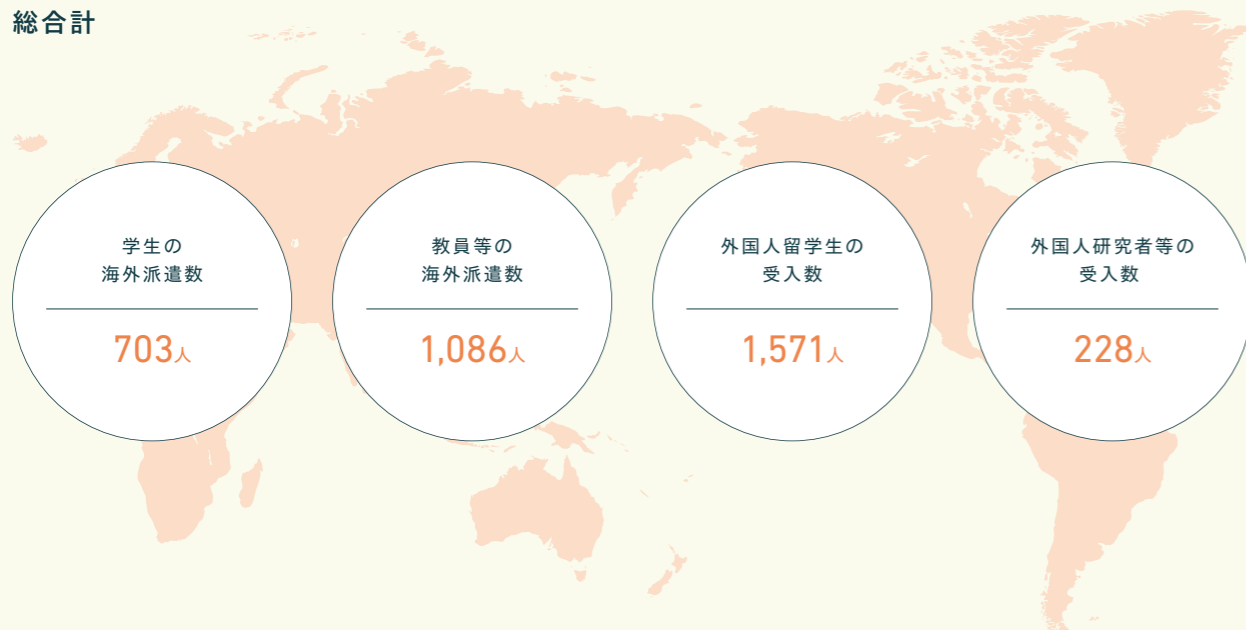 総合計
学生の
海外派遣数
703人
教員等の
海外派遣数
1,086人
外国人留学生の
受入数
1,571人
外国人研究者等の
受入数
228人